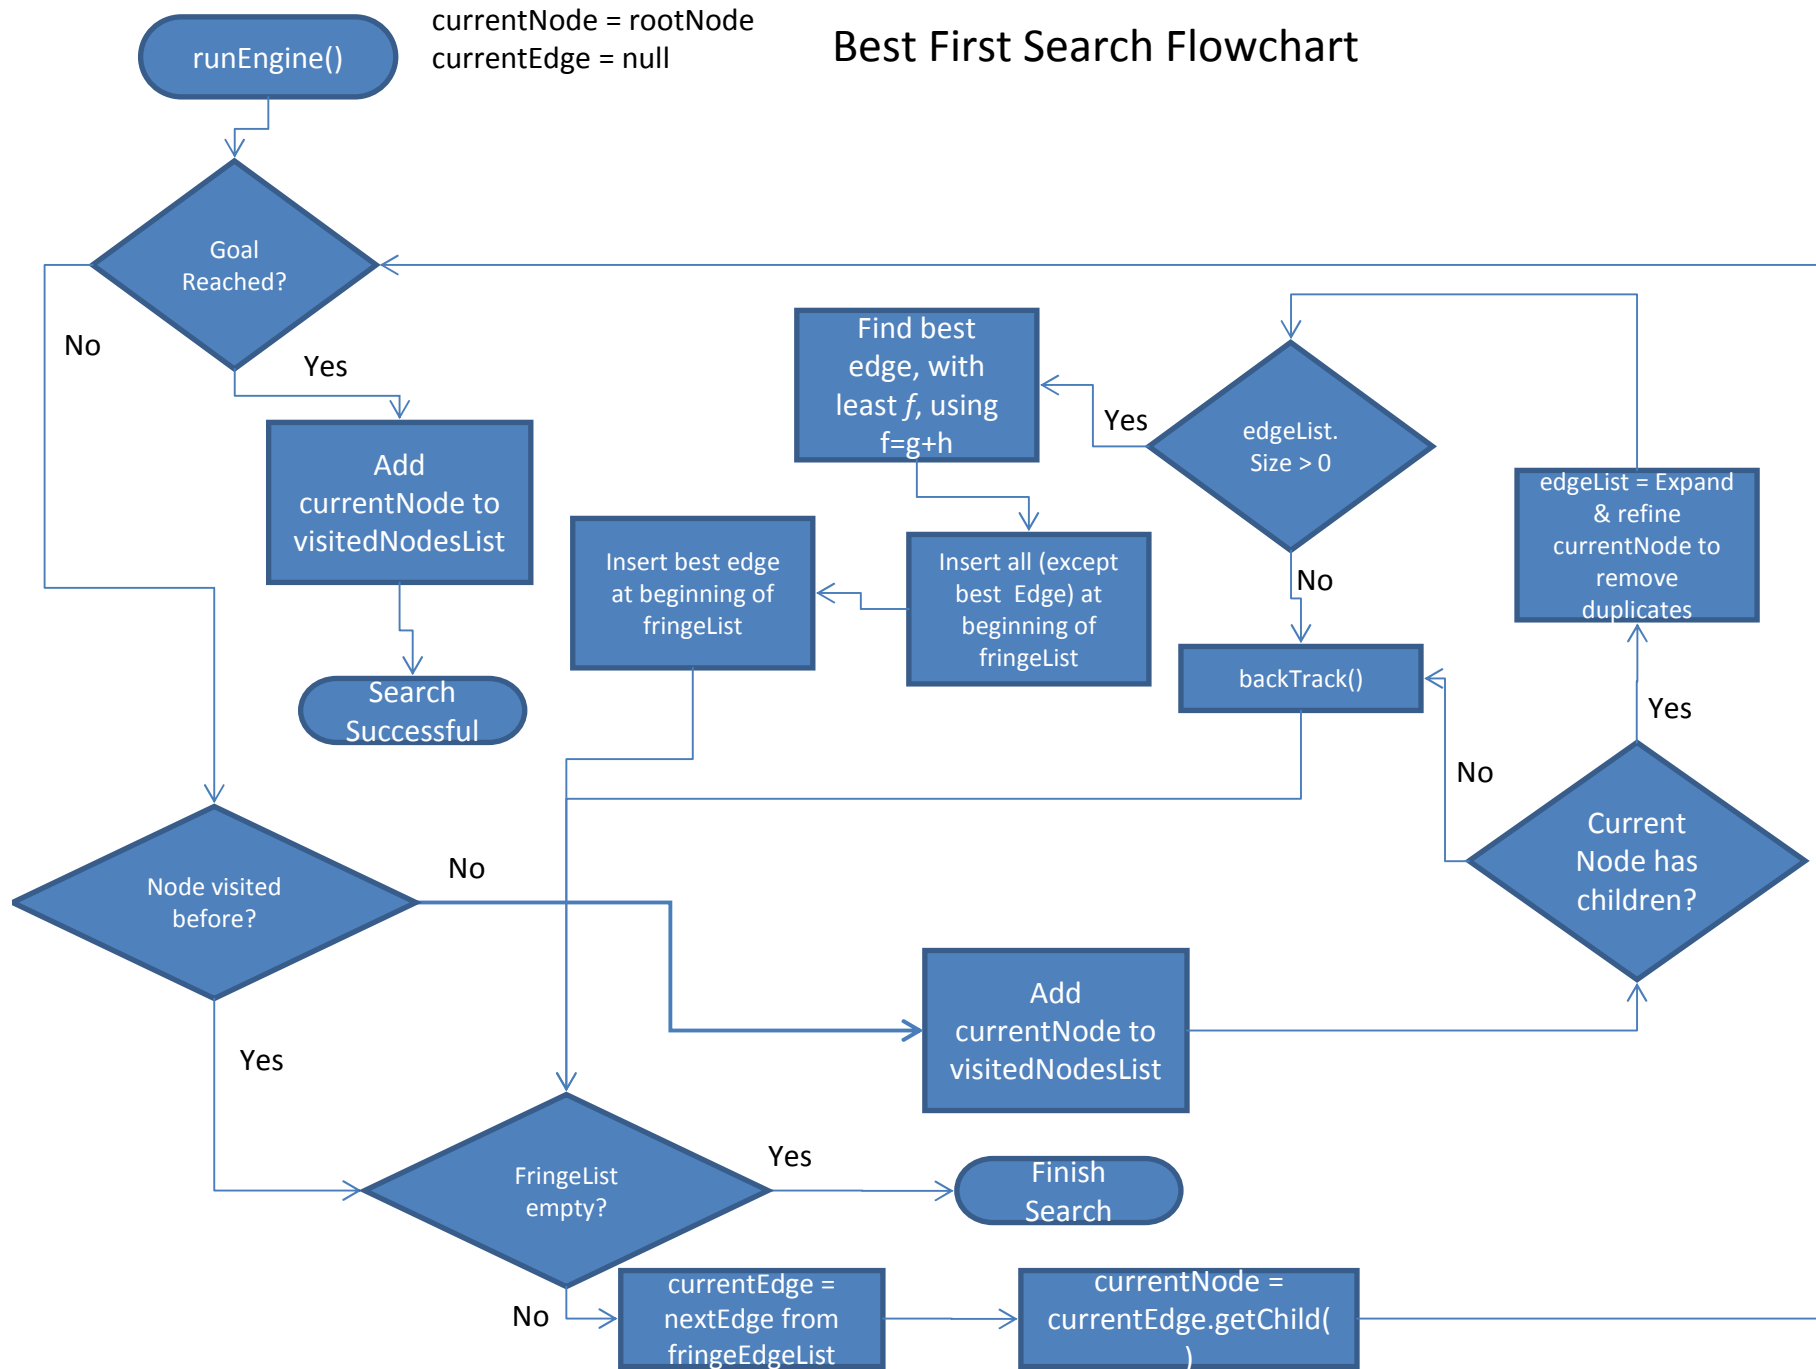 currentNode = rootNode
currentEdge = null
Best First Search Flowchart
runEngine()
Goal
Reached?
No
Yes
Find best
edge, with
least f, using
f=g+h
Yes
edgeList.
Size > 0
Add
currentNode to
visitedNodesList
edgeList = Expand
& refine
currentNode to
remove
duplicates
Insert best edge
at beginning of
fringeList
Insert all (except
best Edge) at
beginning of
fringeList
No
backTrack()
Search
Successful
Yes
No
Current
Node has
children?
Node visited
before?
No
Add
currentNode to
visitedNodesList
Yes
FringeList
empty?
Yes
Finish
Search
No
currentEdge =
nextEdge from
fringeEdgeList
currentNode =
currentEdge.getChild(
)